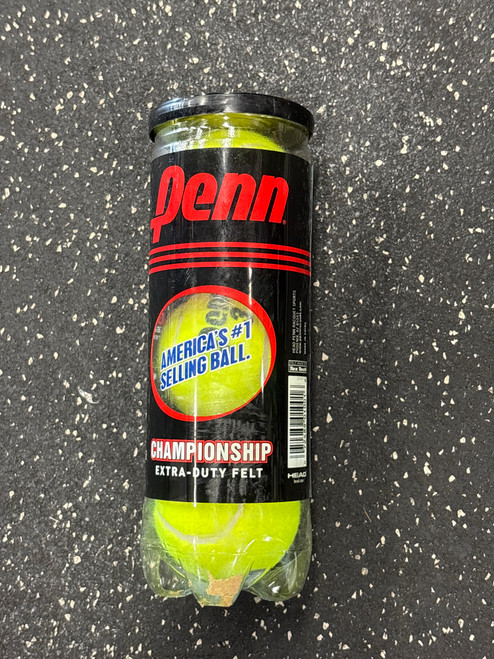 Penn
AMERICA'S #1
SELLING BALL.
CHAMPIONSHIP
EXTRA-DUTY FELT
HEAD